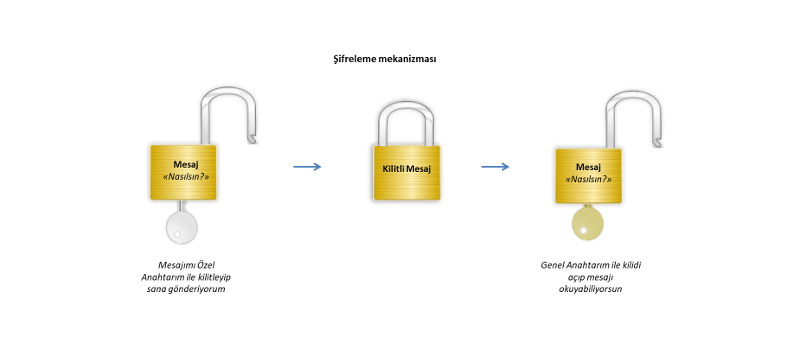 Şifreleme mekanizması
Mesaj
«Nasılsın?»
Kilitli Mesaj
Mesaj
«Nasılsın?»
Mesajımı Özel
Anahtarım ile kilitleyip
sana gönderiyorum
Genel Anahtarım ile kilidi
açıp mesajı
okuyabiliyorsun